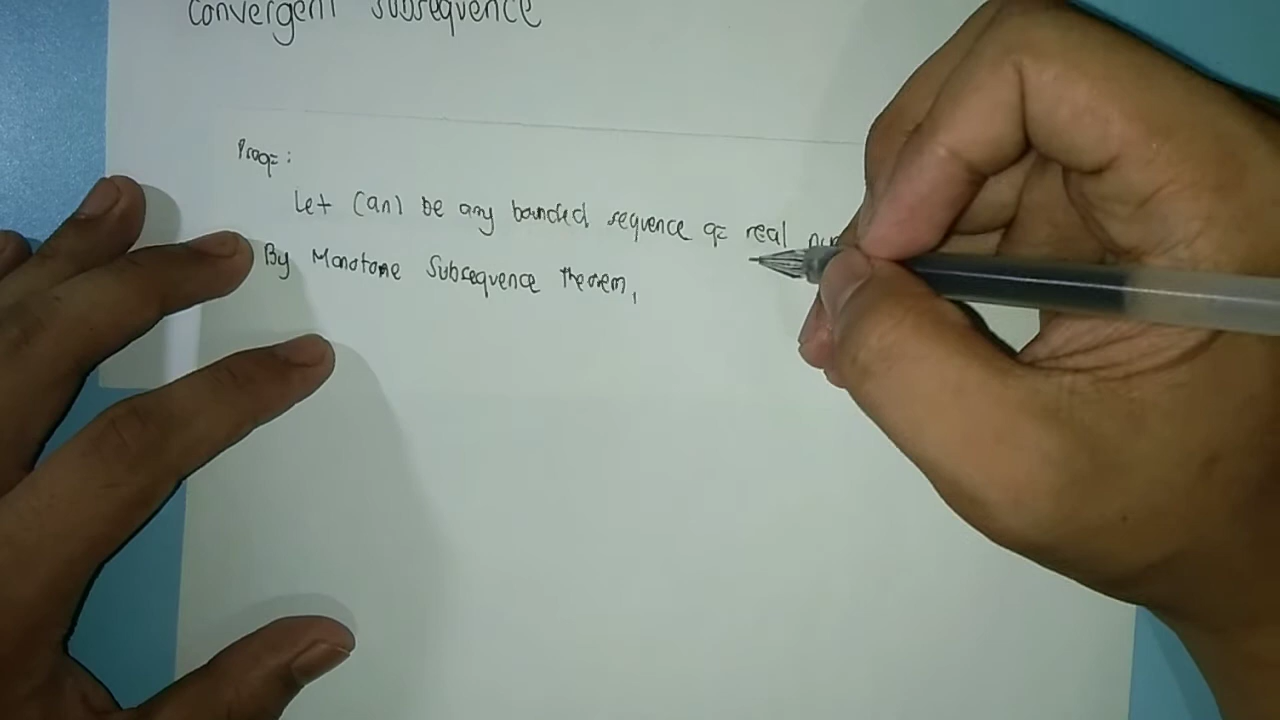 Convergent Subsequence
Proof:
Let (an) be any bounded sequence of real
By Monotone Subsequence Theorem,